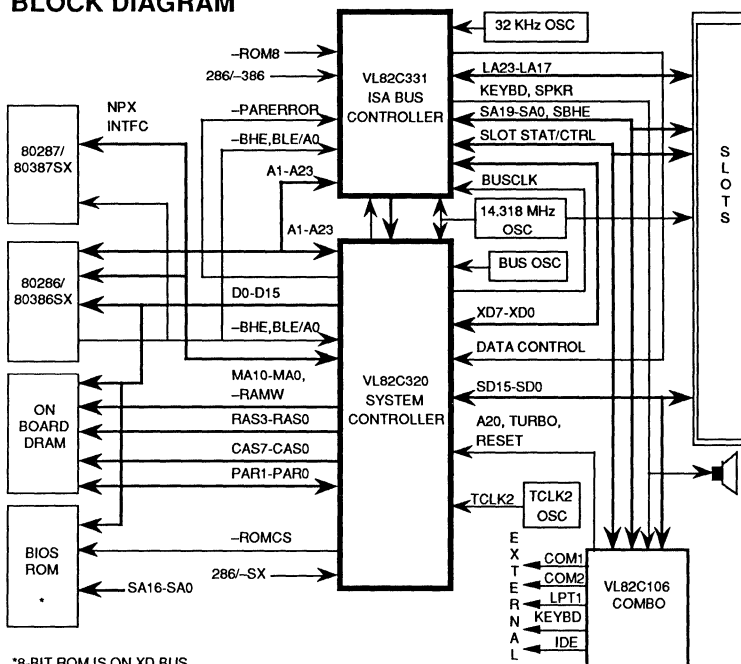 BLOCK DIAGRAM
32 KHz OSC
–ROM8
286/–386
VL82C331
ISA BUS
CONTROLLER
LA23-LA17
KEYBD, SPKR
SA19-SA0, SBHE
SLOT STAT/CTRL
BUSCLK
NPX
INTFC
–PARERROR
–BHE,BLE/A0
A1-A23
80287/
80387SX
SLOTS
14.318 MHz
OSC
A1-A23
BUS OSC
80286/
80386SX
D0-D15
–BHE,BLE/A0
XD7-XD0
DATA CONTROL
VL82C320
SYSTEM
CONTROLLER
MA10-MA0,
–RAMW
RAS3-RAS0
CAS7-CAS0
PAR1-PAR0
ON
BOARD
DRAM
SD15-SD0
A20, TURBO,
RESET
TCLK2
TCLK2
OSC
BIOS
ROM
*
–ROMCS
286/–SX
SA16-SA0
EXTERNAL
COM1
COM2
LPT1
KEYBD
IDE
VL82C106
COMBO
*8-BIT ROM IS ON XD BUS